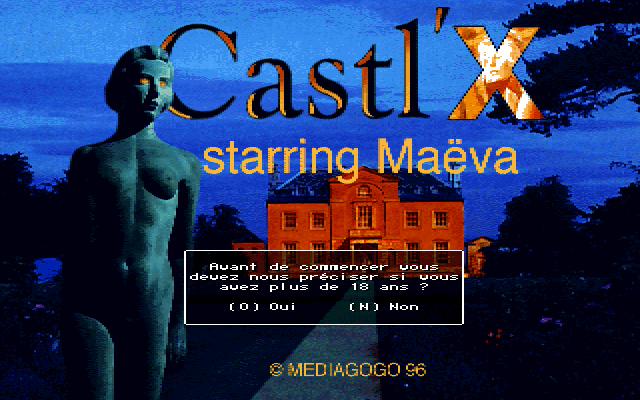 Castl'X
starring Maëva
Avant de commencer vous
devez nous préciser si vous
avez plus de 18 ans ?
(O) Oui (N) Non
© MEDIAGOGO 96